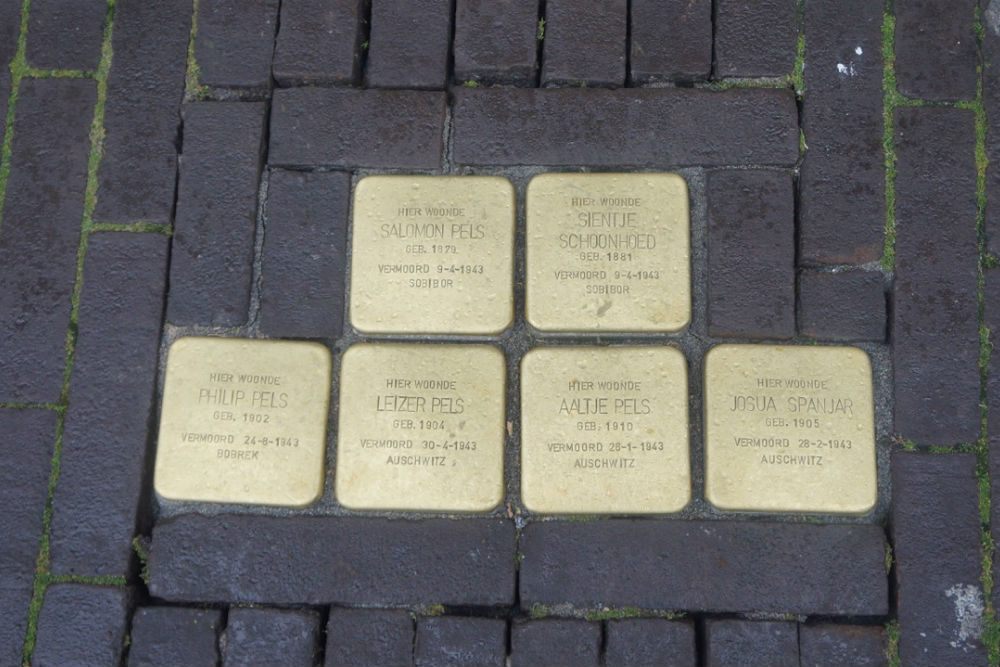 HIER WOONDE
SALOMON PELS
GEB. 1879
VERMOORD 9-4-1943
SOBIBOR
HIER WOONDE
SIENTJE
SCHOONHOED
GEB. 1881
VERMOORD 9-4-1943
SOBIBOR
HIER WOONDE
PHILIP PELS
GEB. 1902
VERMOORD 24-8-1943
BOBREK
HIER WOONDE
LEIZER PELS
GEB. 1904
VERMOORD 30-4-1943
AUSCHWITZ
HIER WOONDE
AALTJE PELS
GEB. 1910
VERMOORD 28-1-1943
AUSCHWITZ
HIER WOONDE
JOSUA SPANJAR
GEB. 1905
VERMOORD 28-2-1943
AUSCHWITZ